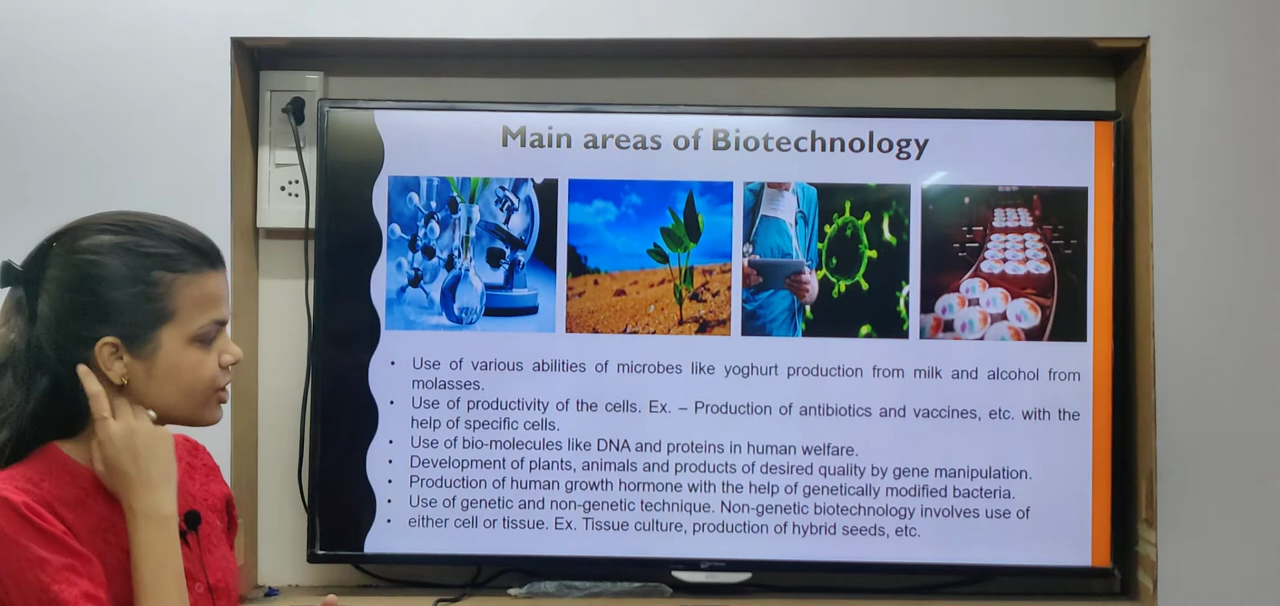 Main areas of Biotechnology
• Use of various abilities of microbes like yoghurt production from milk and alcohol from
molasses.
• Use of productivity of the cells. Ex. – Production of antibiotics and vaccines, etc. with the
help of specific cells.
• Use of bio-molecules like DNA and proteins in human welfare.
• Development of plants, animals and products of desired quality by gene manipulation.
• Production of human growth hormone with the help of genetically modified bacteria.
• Use of genetic and non-genetic technique. Non-genetic biotechnology involves use of
• either cell or tissue. Ex. Tissue culture, production of hybrid seeds, etc.